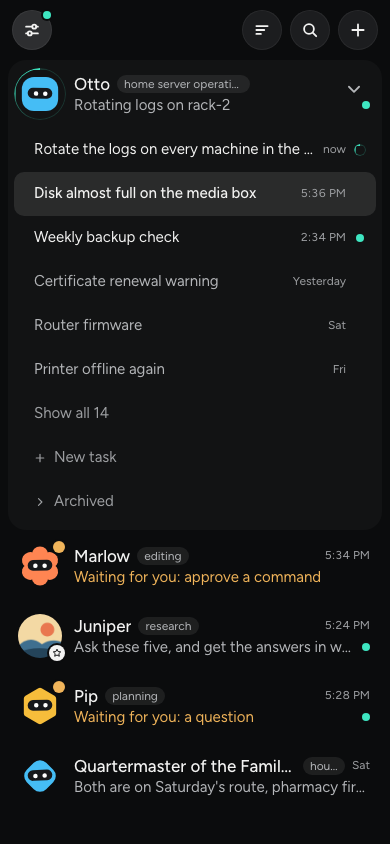 Otto home server operati...
Rotating logs on rack-2
Rotate the logs on every machine in the ... now
Disk almost full on the media box 5:36 PM
Weekly backup check 2:34 PM
Certificate renewal warning Yesterday
Router firmware Sat
Printer offline again Fri
Show all 14
+ New task
> Archived
Marlow editing 5:34 PM
Waiting for you: approve a command
Juniper research 5:24 PM
Ask these five, and get the answers in w...
Pip planning 5:28 PM
Waiting for you: a question
Quartermaster of the Famil... hou... Sat
Both are on Saturday's route, pharmacy fir...